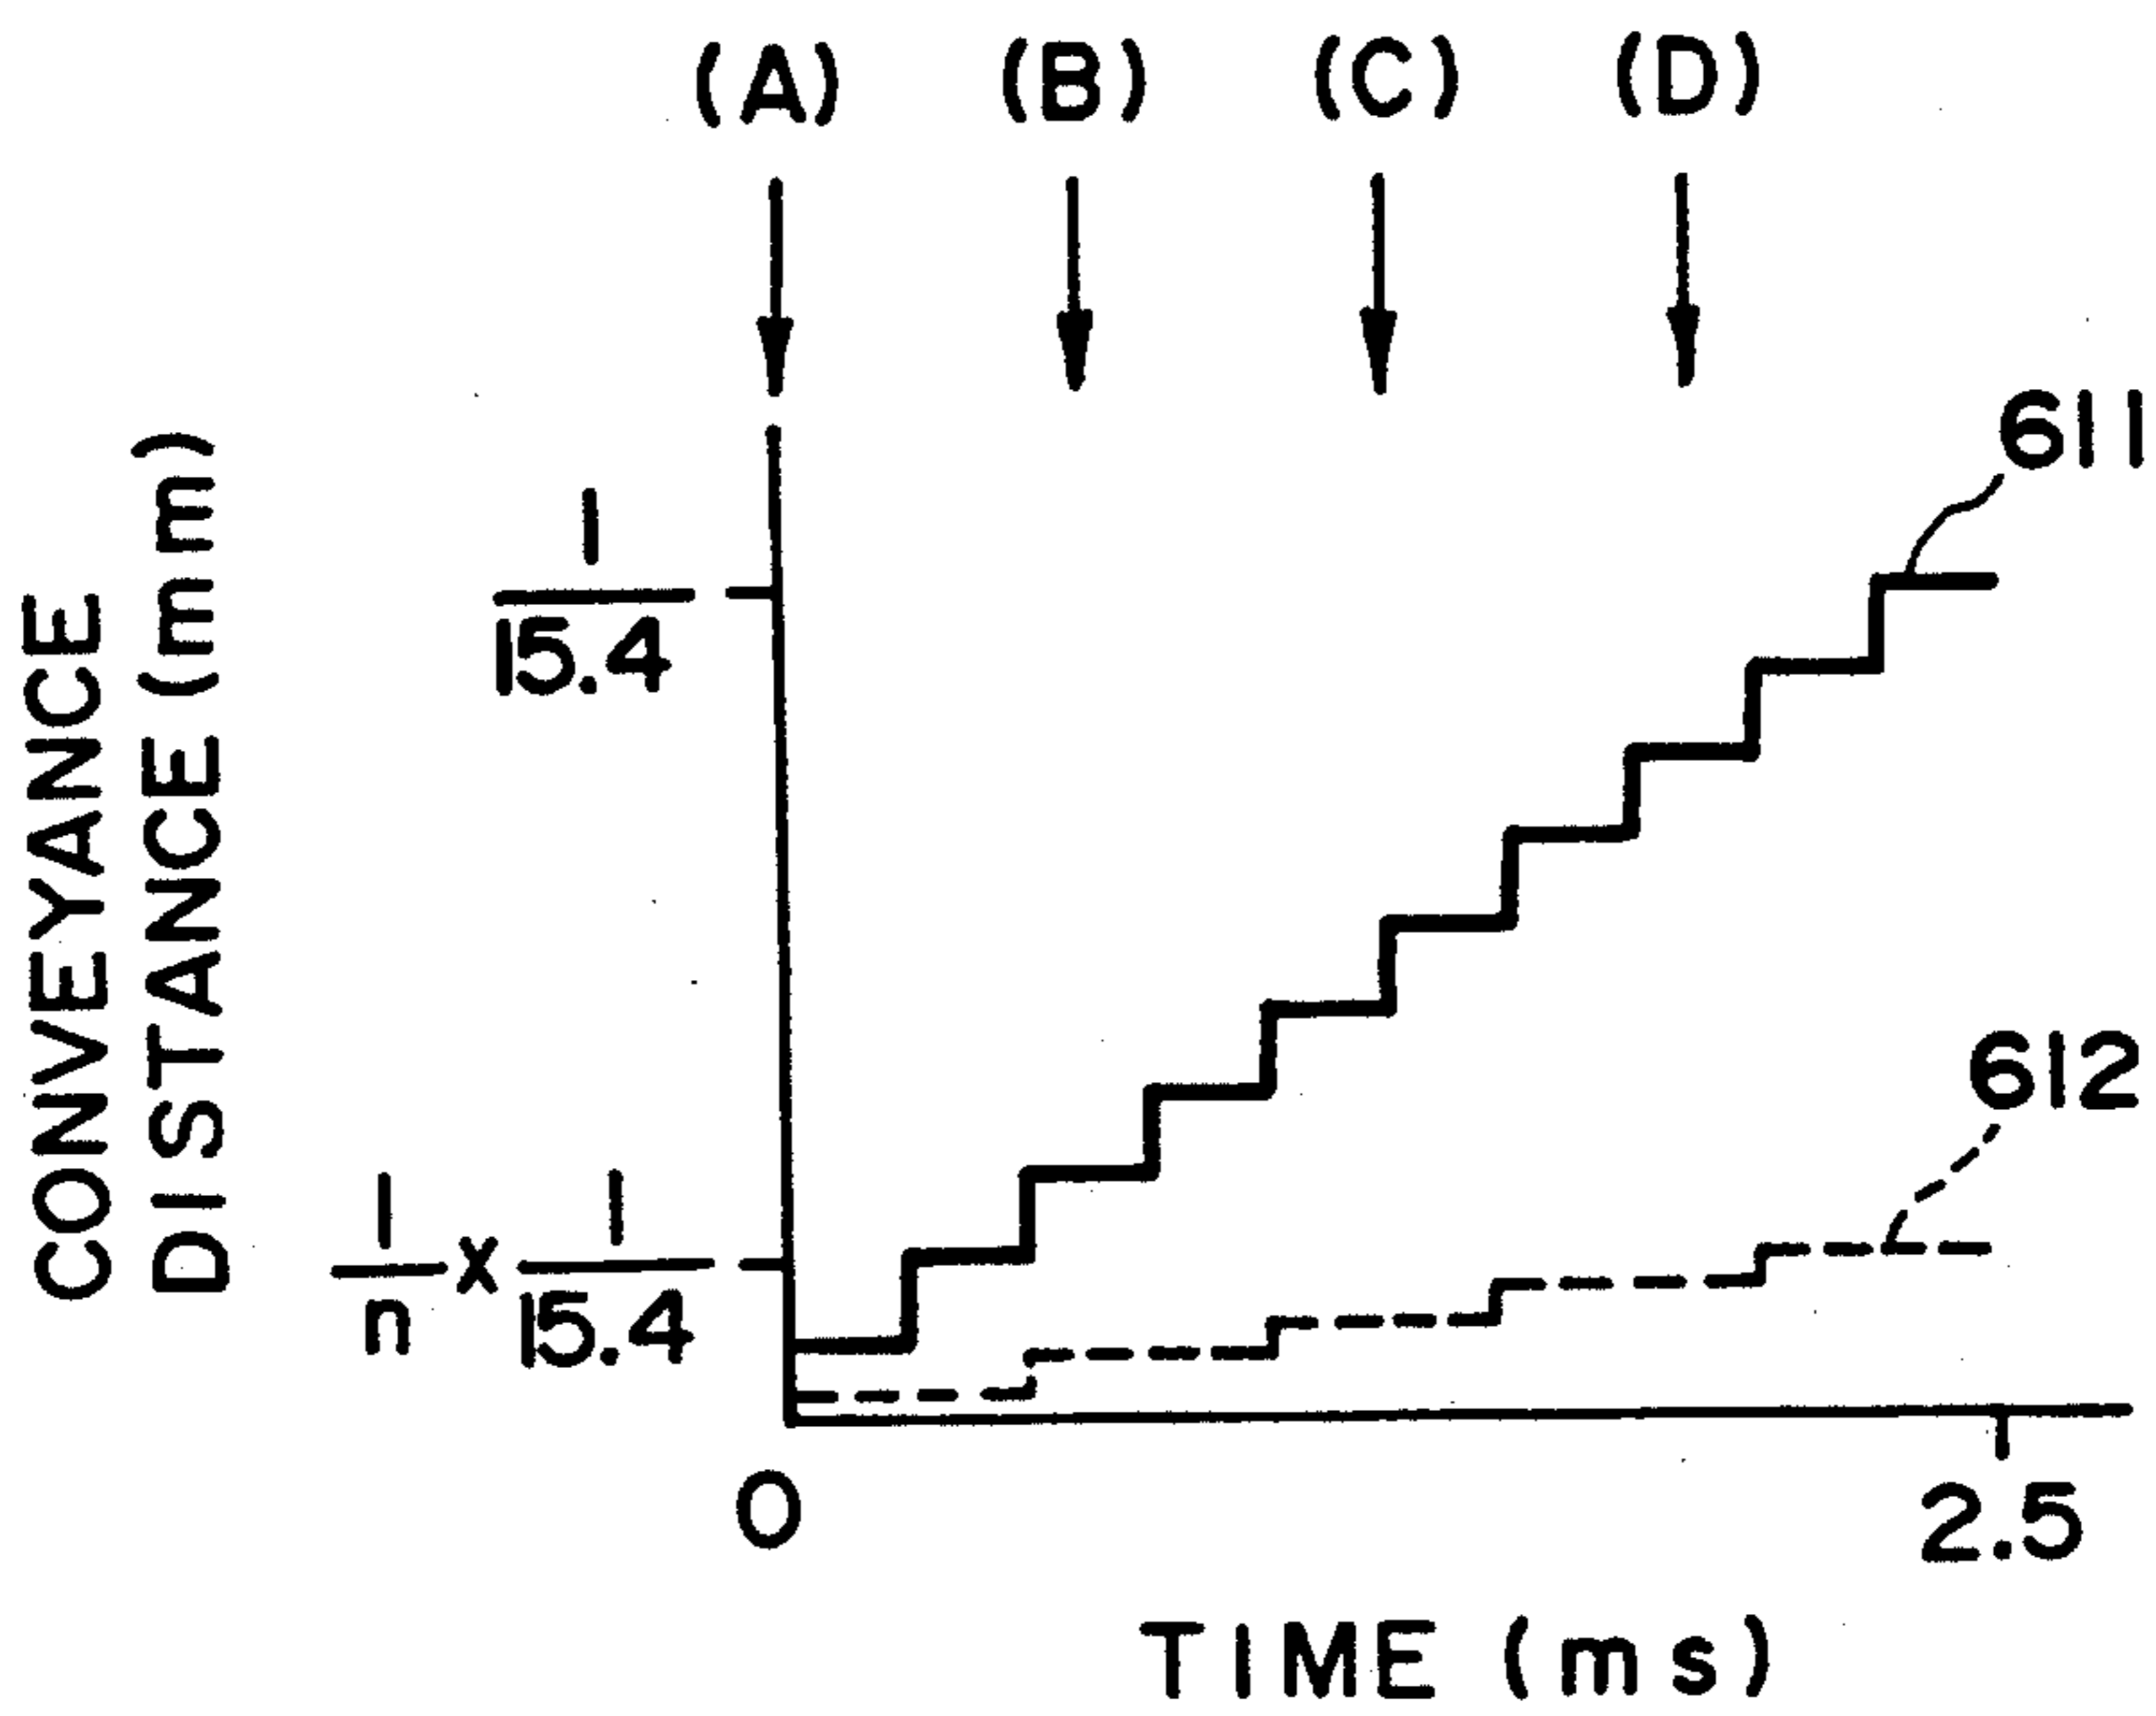 (A) (B) (C) (D)
611
1/15.4
CONVEYANCE
DISTANCE (mm)
612
1/n x 1/15.4
0
2.5
TIME (ms)